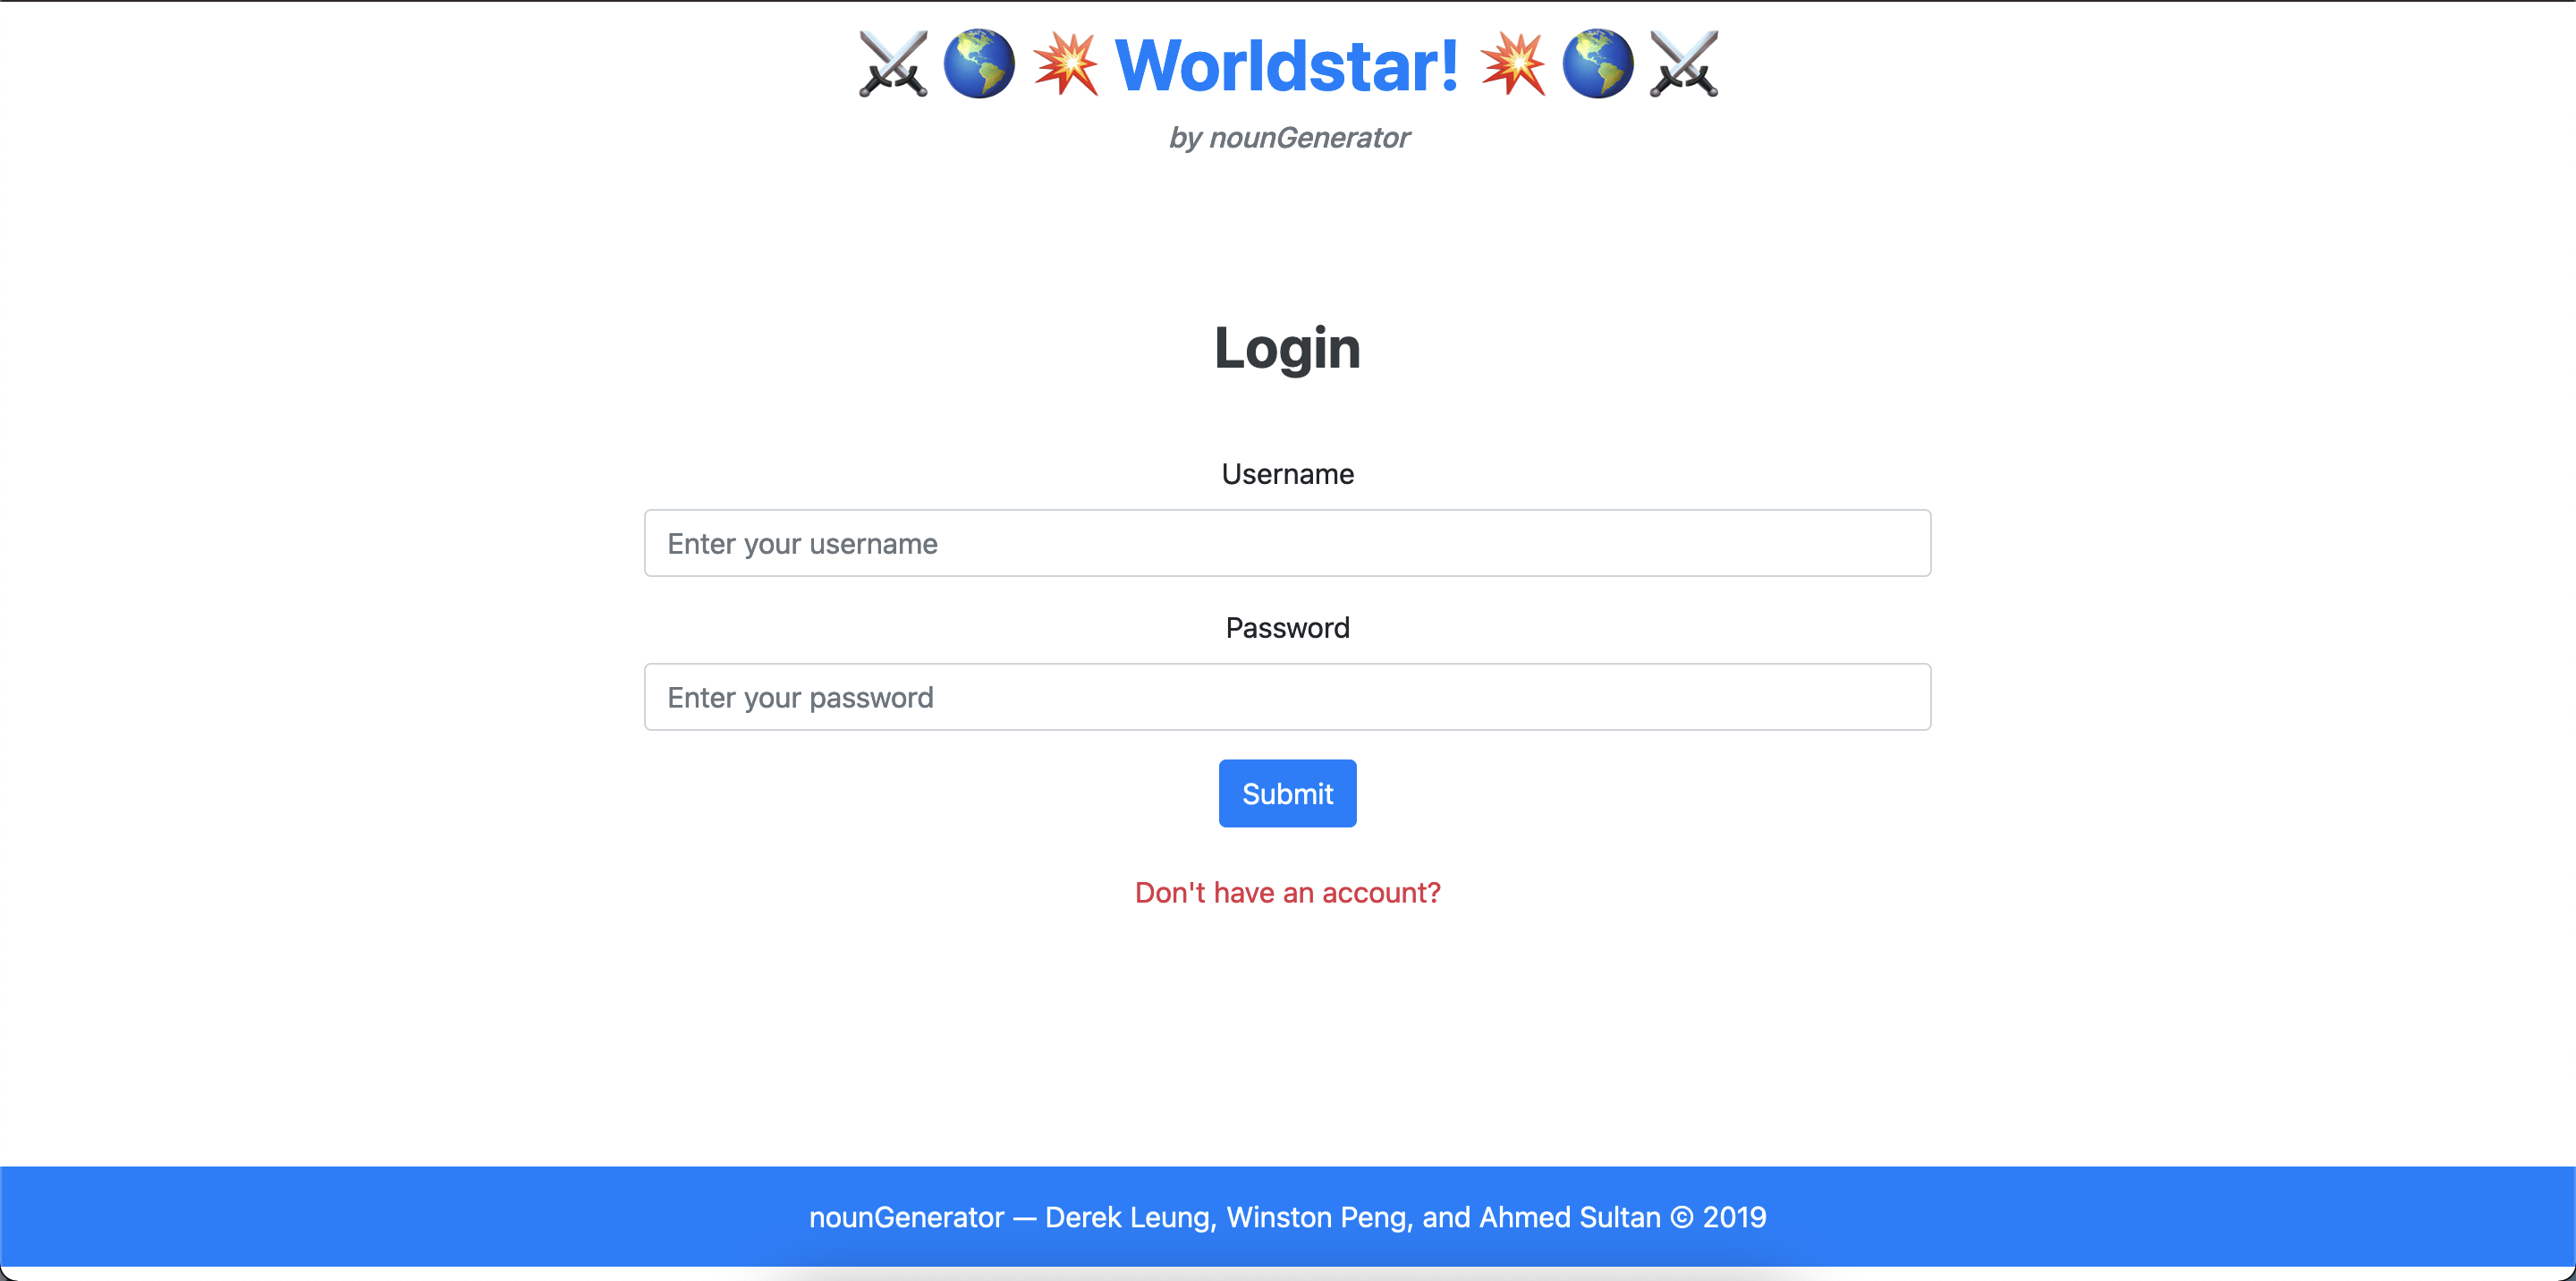 ⚔️🌎💥 Worldstar! 💥🌎⚔️
by nounGenerator
Login
Username
Enter your username
Password
Enter your password
Submit
Don't have an account?
nounGenerator — Derek Leung, Winston Peng, and Ahmed Sultan © 2019